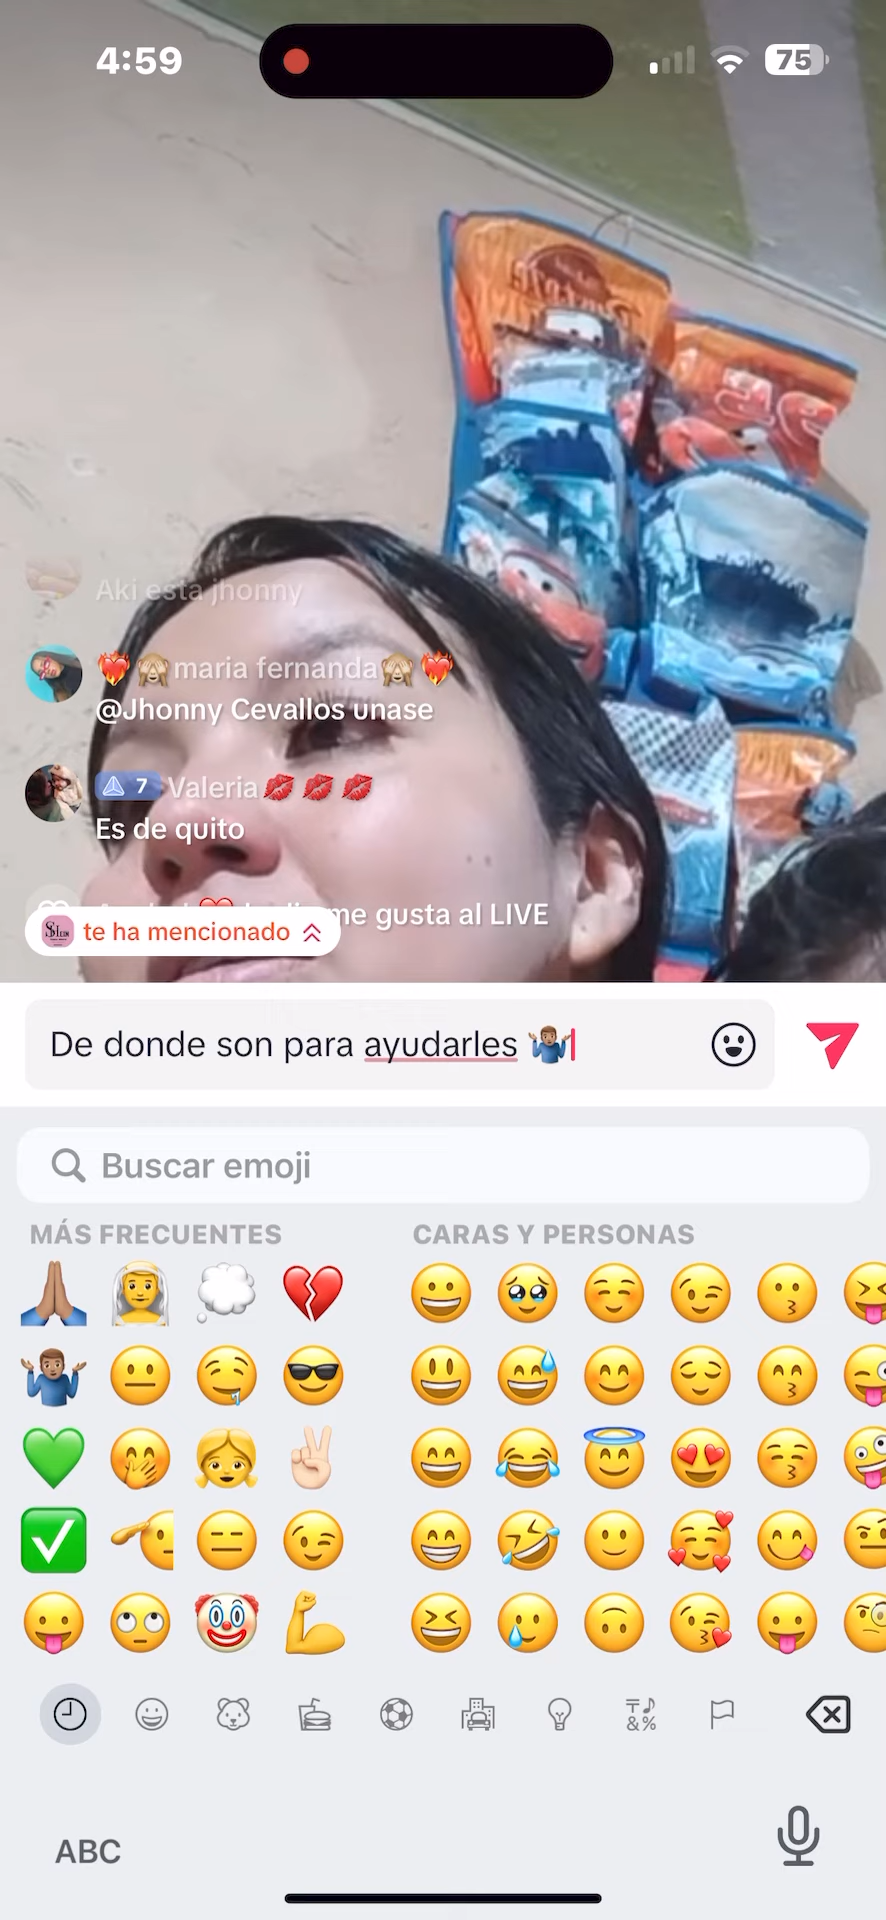 4:59
75
Aki esta jhonny
❤️‍🔥🙈maria fernanda🙈❤️‍🔥
@Jhonny Cevallos unase
7 Valeria💋💋💋
Es de quito
me gusta al LIVE
te ha mencionado
De donde son para ayudarles 🤷🏽‍♂️
Buscar emoji
MÁS FRECUENTES
CARAS Y PERSONAS
ABC